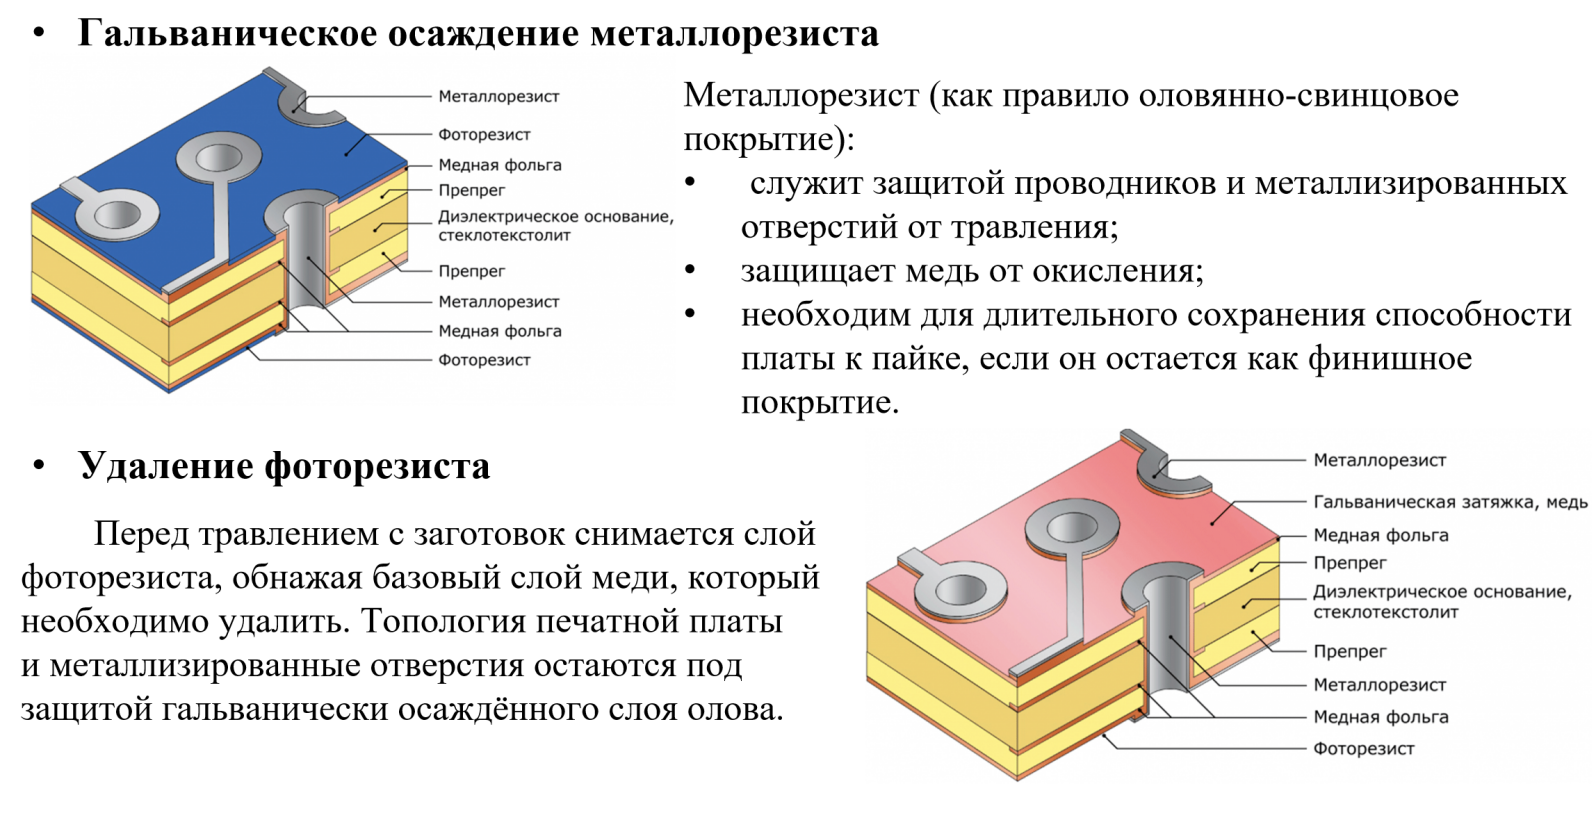 • Гальваническое осаждение металлорезиста
Металлорезист
Фоторезист
Медная фольга
Препрег
Диэлектрическое основание,
стеклотекстолит
Препрег
Металлорезист
Медная фольга
Фоторезист
Металлорезист (как правило оловянно-свинцовое
покрытие):
• служит защитой проводников и металлизированных
отверстий от травления;
• защищает медь от окисления;
• необходим для длительного сохранения способности
платы к пайке, если он остается как финишное
покрытие.
• Удаление фоторезиста
Перед травлением с заготовок снимается слой
фоторезиста, обнажая базовый слой меди, который
необходимо удалить. Топология печатной платы
и металлизированные отверстия остаются под
защитой гальванически осаждённого слоя олова.
Металлорезист
Гальваническая затяжка, медь
Медная фольга
Препрег
Диэлектрическое основание,
стеклотекстолит
Препрег
Металлорезист
Медная фольга
Фоторезист